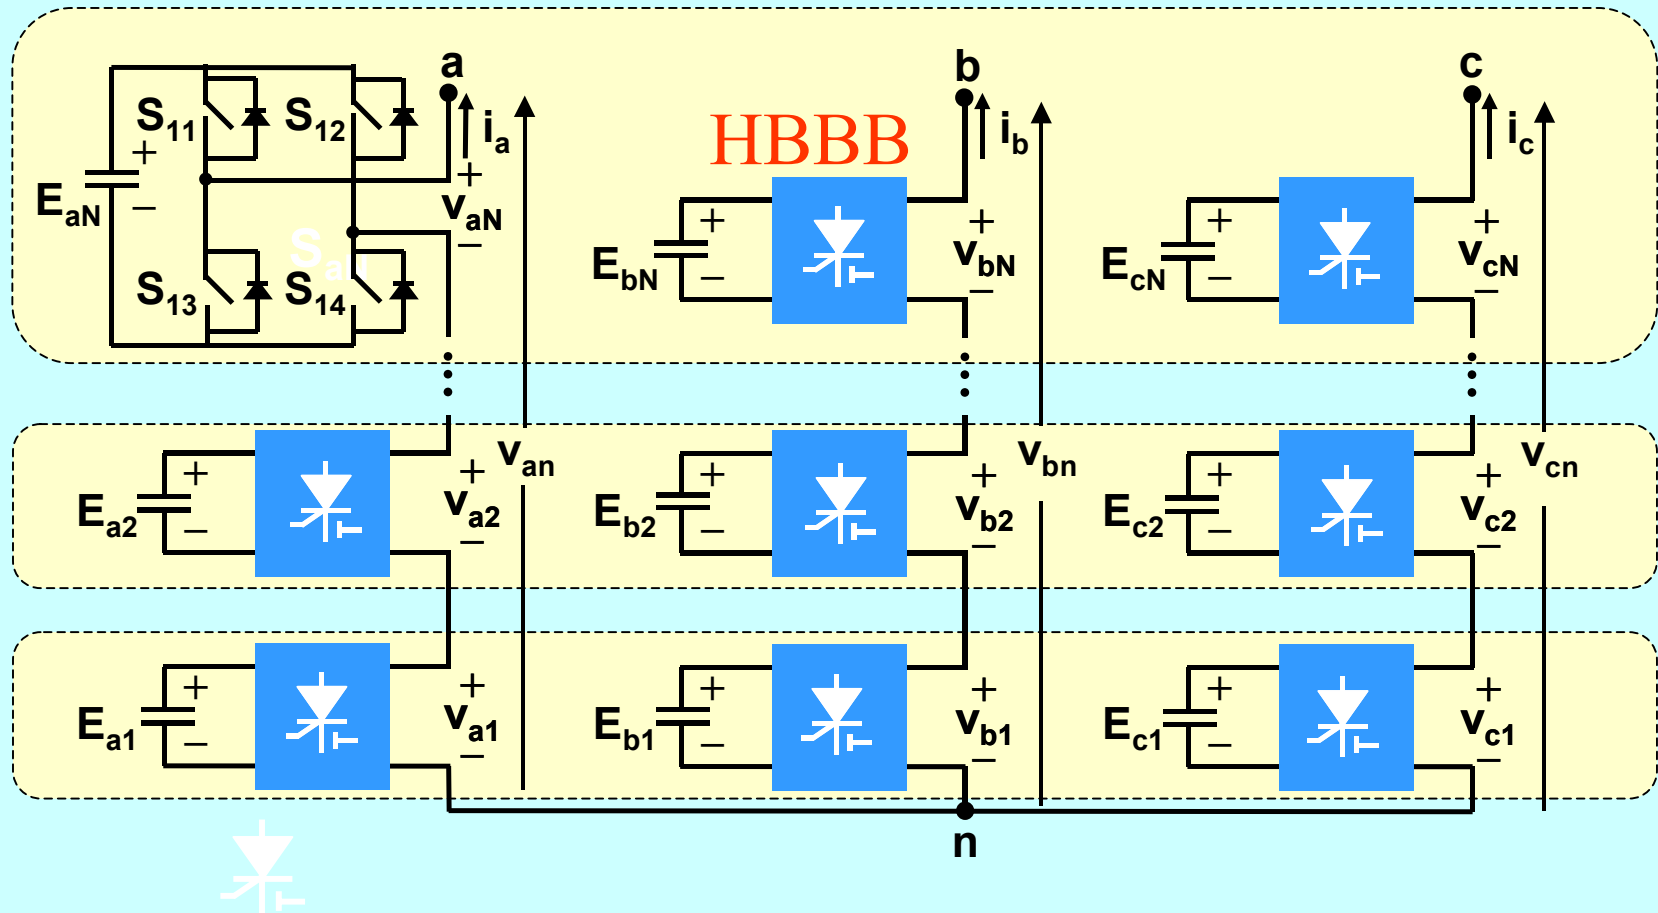 a b c
S11 S12 ia HBBB ib ic
+ + + + + +
EaN vaN EbN vbN EcN vcN
− − − − − −
SaN
S13 S14
van vbn vcn
+ + + + + +
Ea2 va2 Eb2 vb2 Ec2 vc2
− − − − − −
+ + + + + +
Ea1 va1 Eb1 vb1 Ec1 vc1
− − − − − −
n